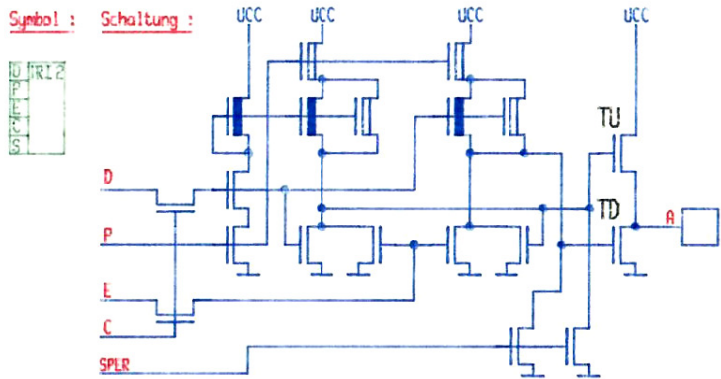 Symbol : Schaltung :
UCC UCC UCC UCC
D TRI2
P
E
C
S
TU
D
TD
A
P
E
C
SPLR